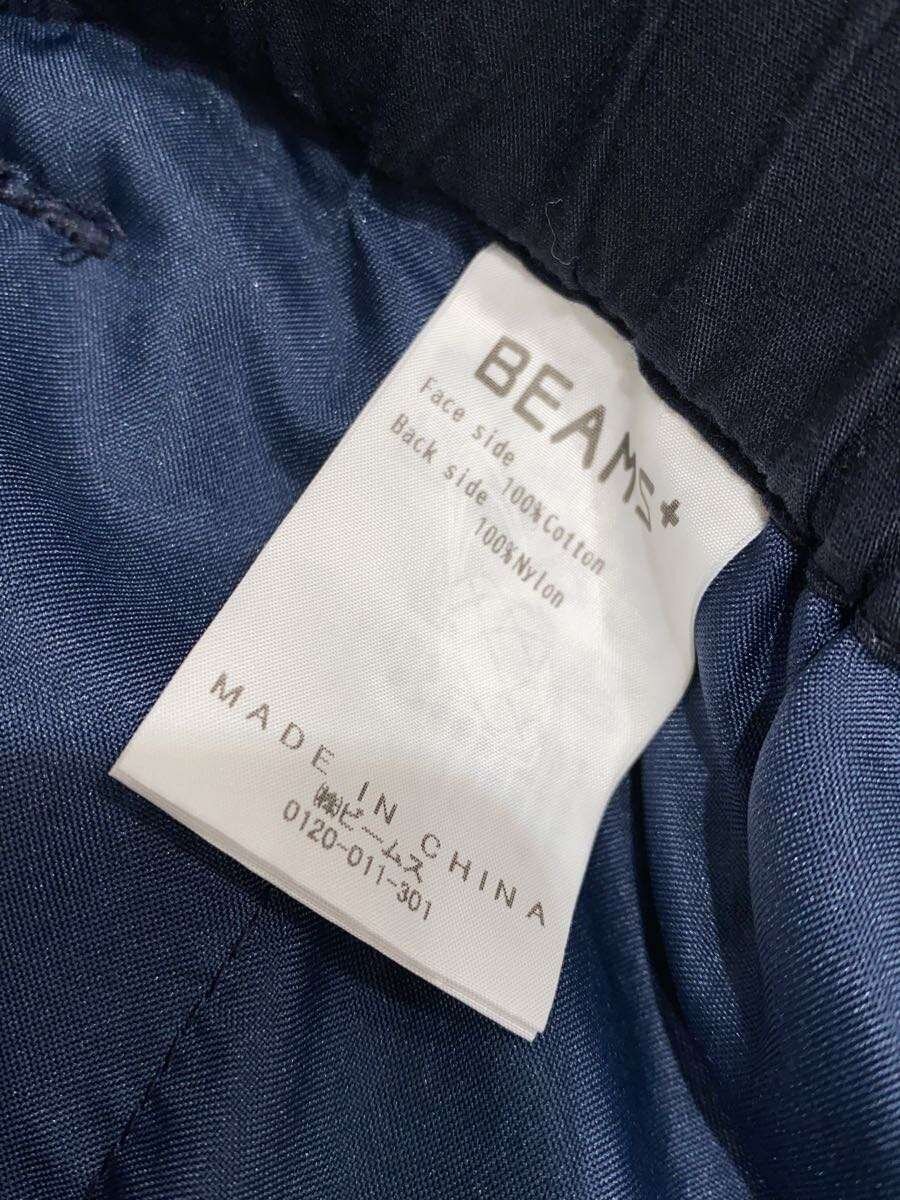 BEAMS+
Face side
100%Cotton
Back side
100%Nylon
MADE IN CHINA
㈱ビームス
0120-011-301